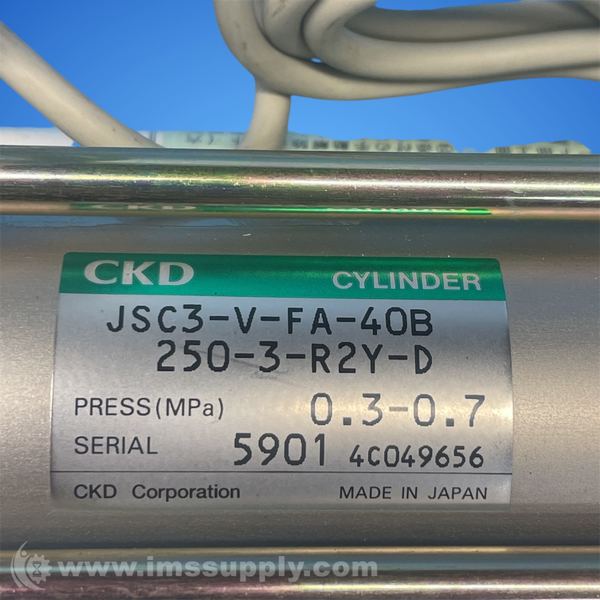 CKD CYLINDER
JSC3-V-FA-40B
250-3-R2Y-D
PRESS(MPa) 0.3-0.7
SERIAL 5901 4C049656
CKD Corporation MADE IN JAPAN
www.imssupply.com